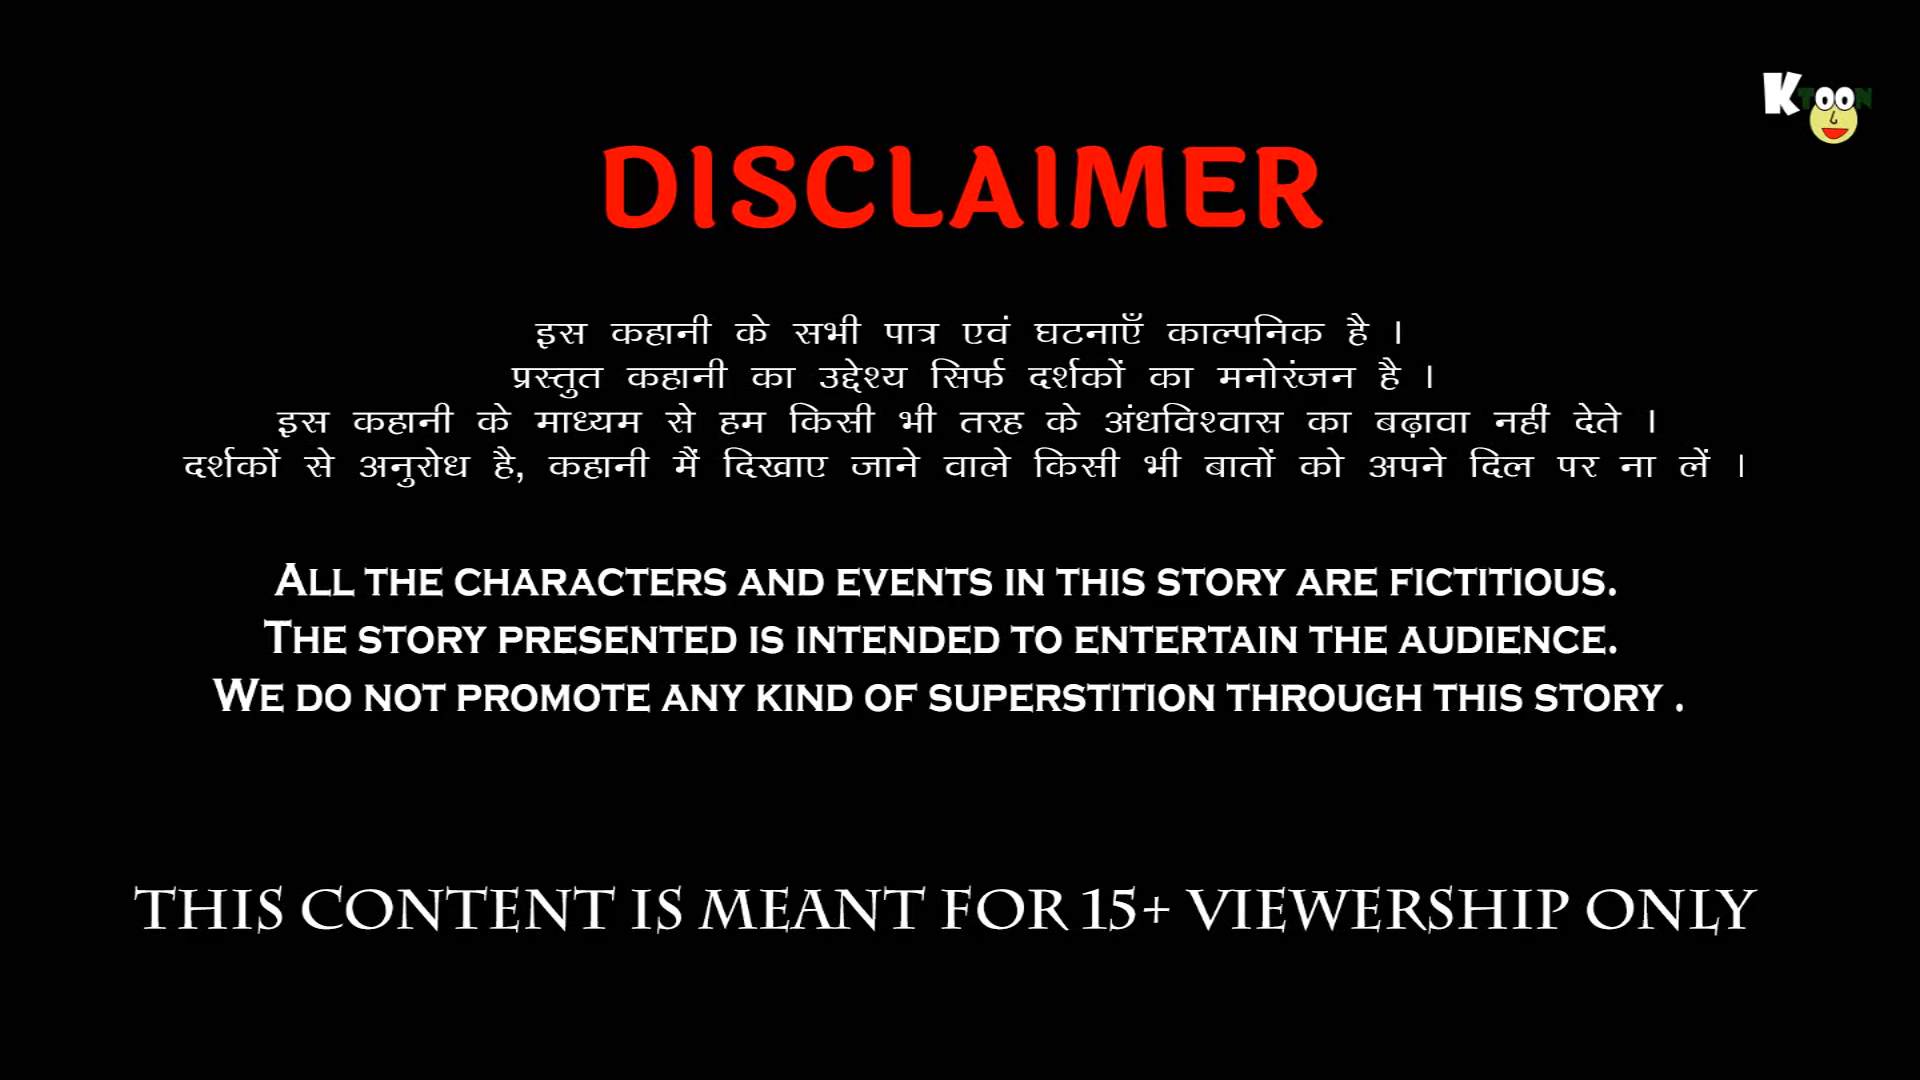 KTOON
DISCLAIMER
इस कहानी के सभी पात्र एवं घटनाएँ काल्पनिक है ।
प्रस्तुत कहानी का उद्देश्य सिर्फ दर्शकों का मनोरंजन है ।
इस कहानी के माध्यम से हम किसी भी तरह के अंधविश्वास का बढ़ावा नहीं देते ।
दर्शकों से अनुरोध है, कहानी मैं दिखाए जाने वाले किसी भी बातों को अपने दिल पर ना लें ।
ALL THE CHARACTERS AND EVENTS IN THIS STORY ARE FICTITIOUS.
THE STORY PRESENTED IS INTENDED TO ENTERTAIN THE AUDIENCE.
WE DO NOT PROMOTE ANY KIND OF SUPERSTITION THROUGH THIS STORY .
THIS CONTENT IS MEANT FOR 15+ VIEWERSHIP ONLY